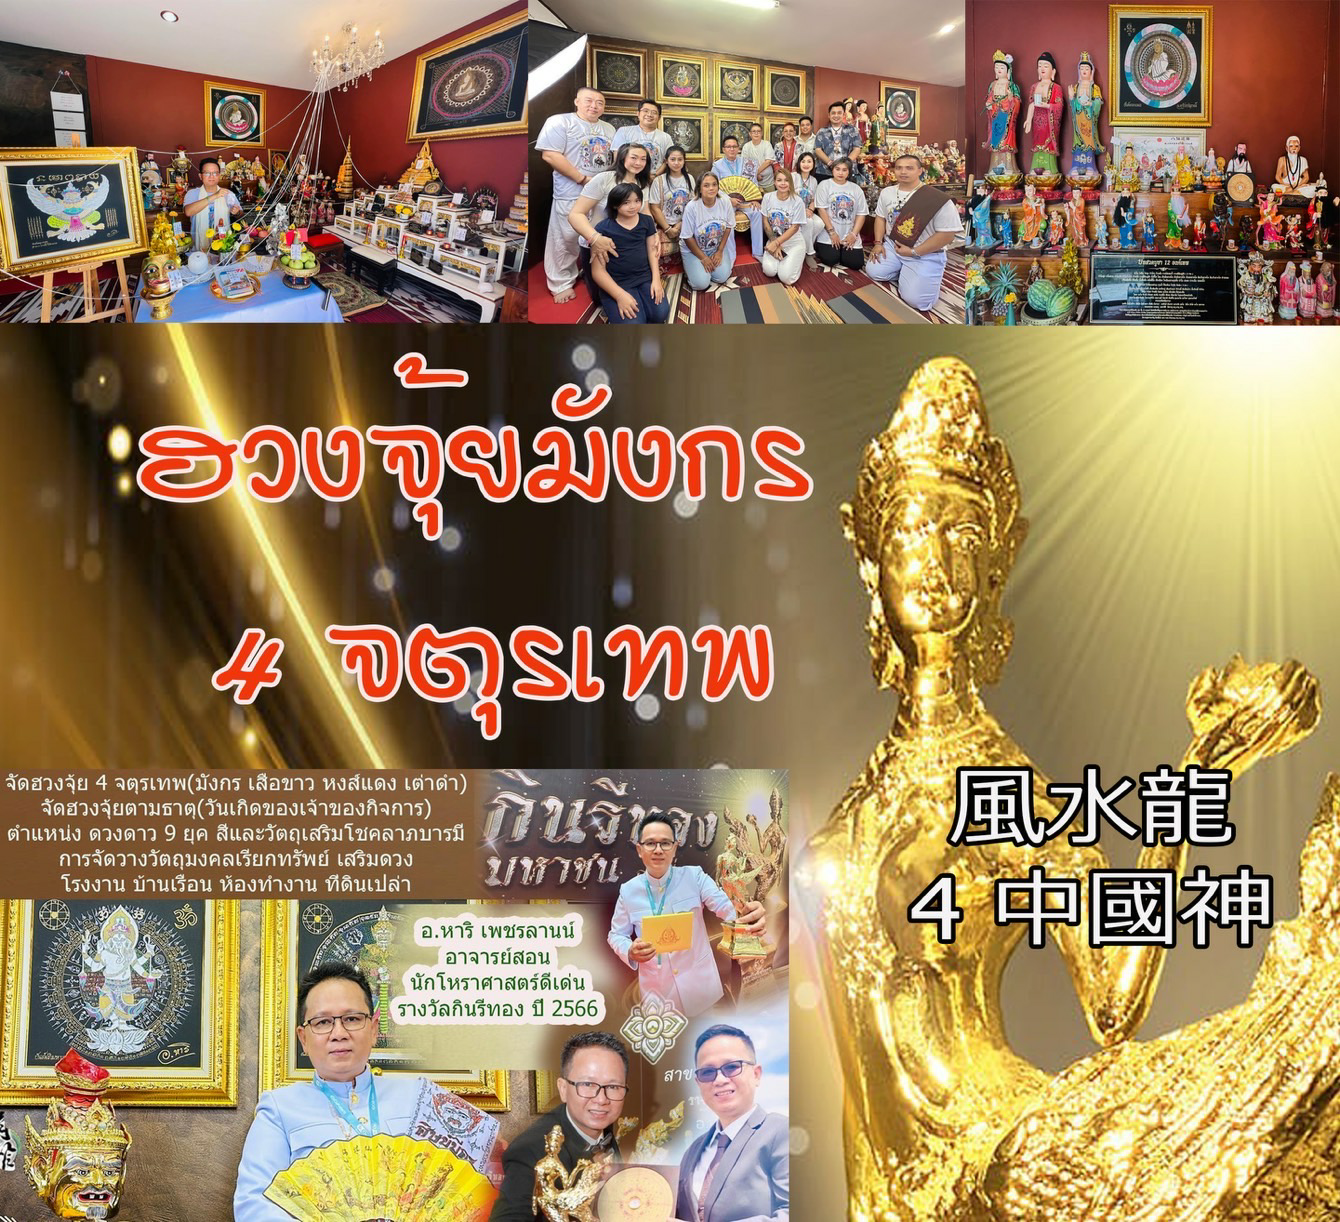 ฮวงจุ้ยมังกร
4 จตุรเทพ
จัดฮวงจุ้ย 4 จตุรเทพ(มังกร เสือขาว หงส์แดง เต่าดำ)
จัดฮวงจุ้ยตามธาตุ(วันเกิดของเจ้าของกิจการ)
ตำแหน่ง ดวงดาว 9 ยุค สีและวัตถุเสริมโชคลาภบารมี
การจัดวางวัตถุมงคลเรียกทรัพย์ เสริมดวง
โรงงาน บ้านเรือน ห้องทำงาน ที่ดินเปล่า
กินรีทอง
มหาชน
อ.หาริ เพชรลานน์
อาจารย์สอน
นักโหราศาสตร์ดีเด่น
รางวัลกินรีทอง ปี 2566
風水龍
4 中國神